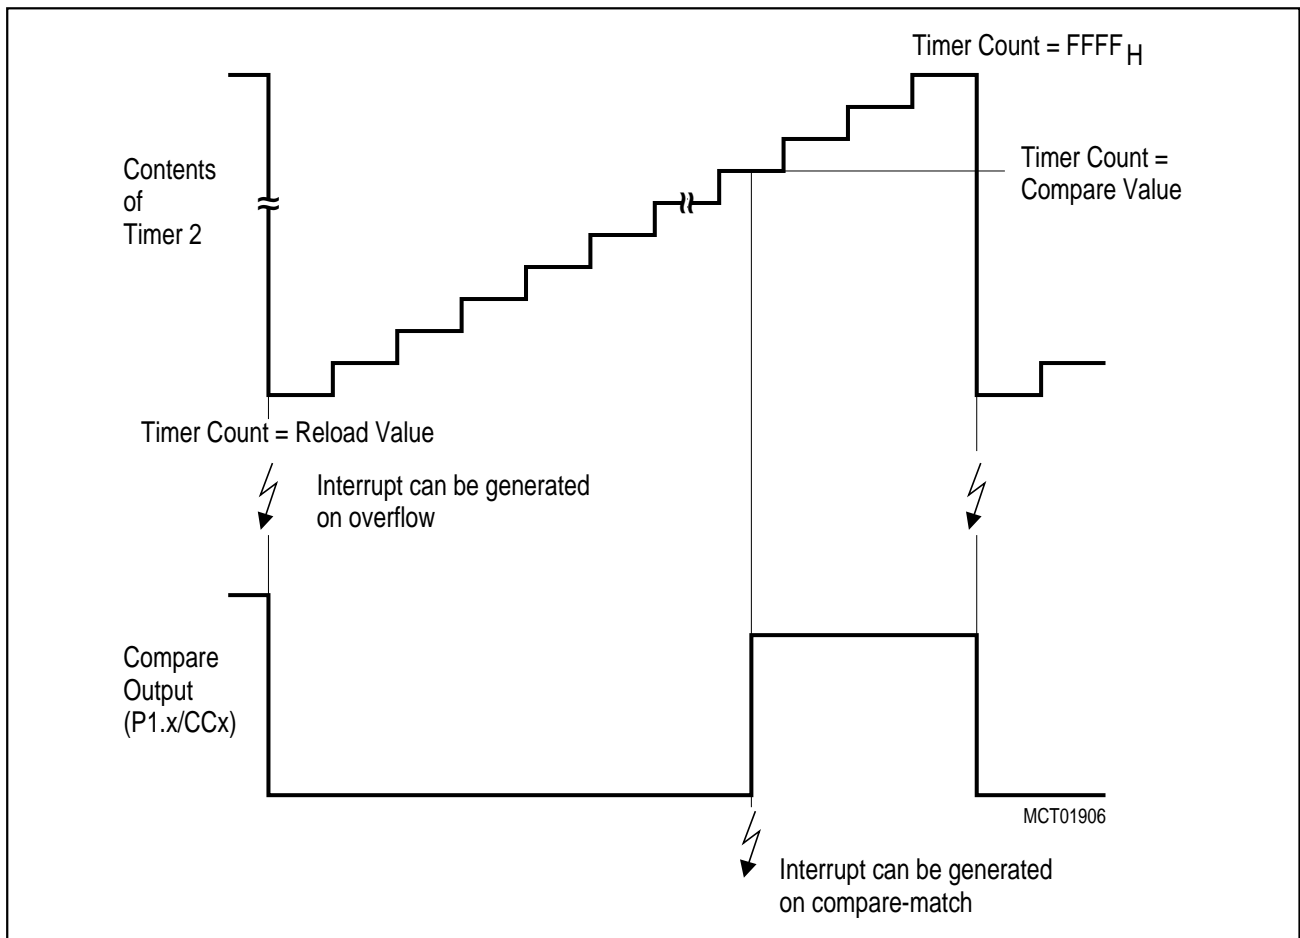 Timer Count = FFFF H
Contents
of
Timer 2
Timer Count =
Compare Value
Timer Count = Reload Value
Interrupt can be generated
on overflow
Compare
Output
(P1.x/CCx)
MCT01906
Interrupt can be generated
on compare-match